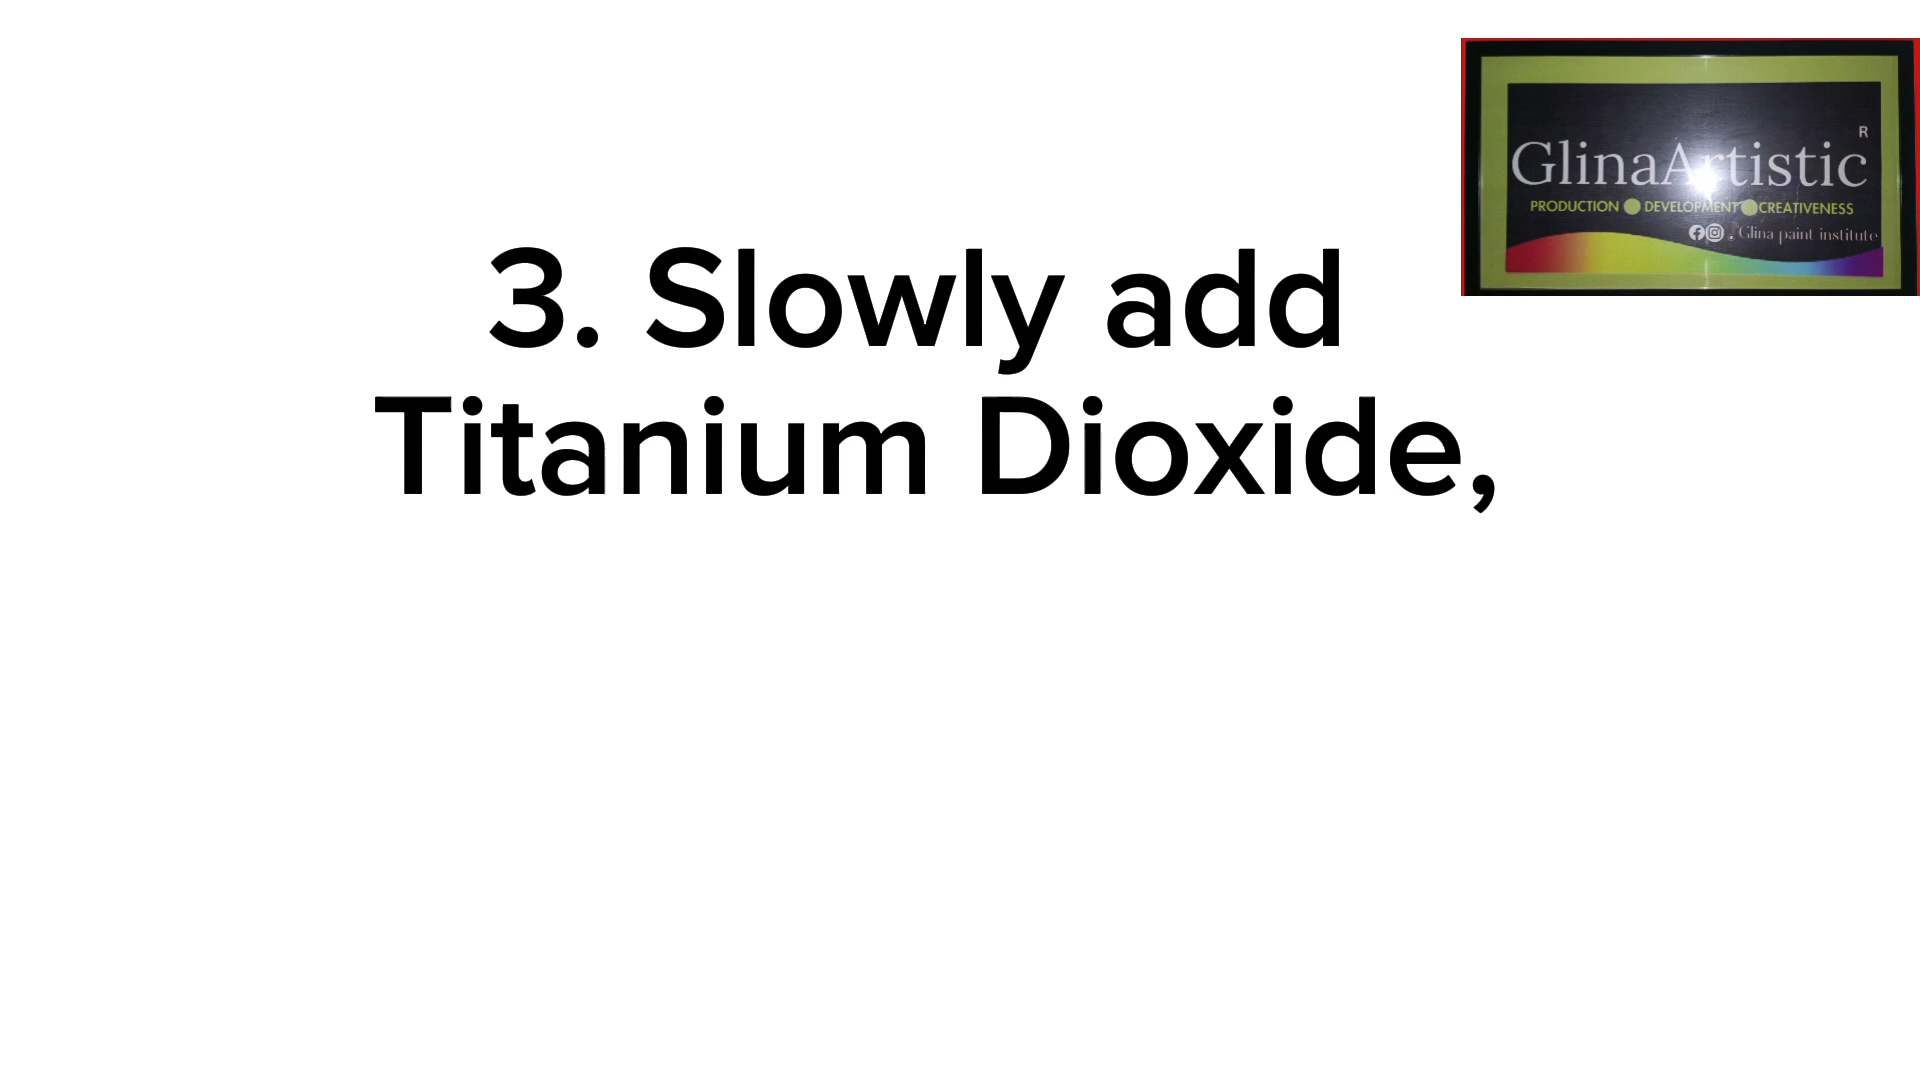 3. Slowly add
Titanium Dioxide,
R
GlinaArtistic
PRODUCTION DEVELOPMENT CREATIVENESS
Glina paint institute